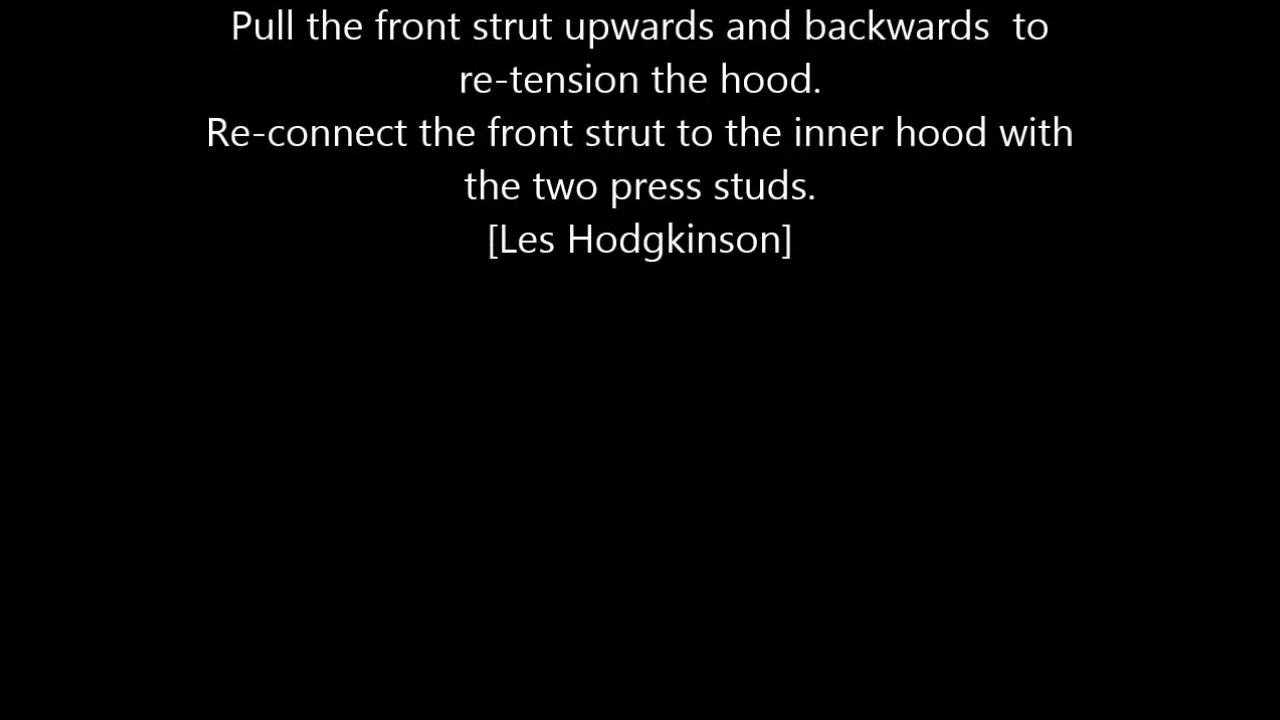 Pull the front strut upwards and backwards  to
re-tension the hood.
Re-connect the front strut to the inner hood with
the two press studs.
[Les Hodgkinson]